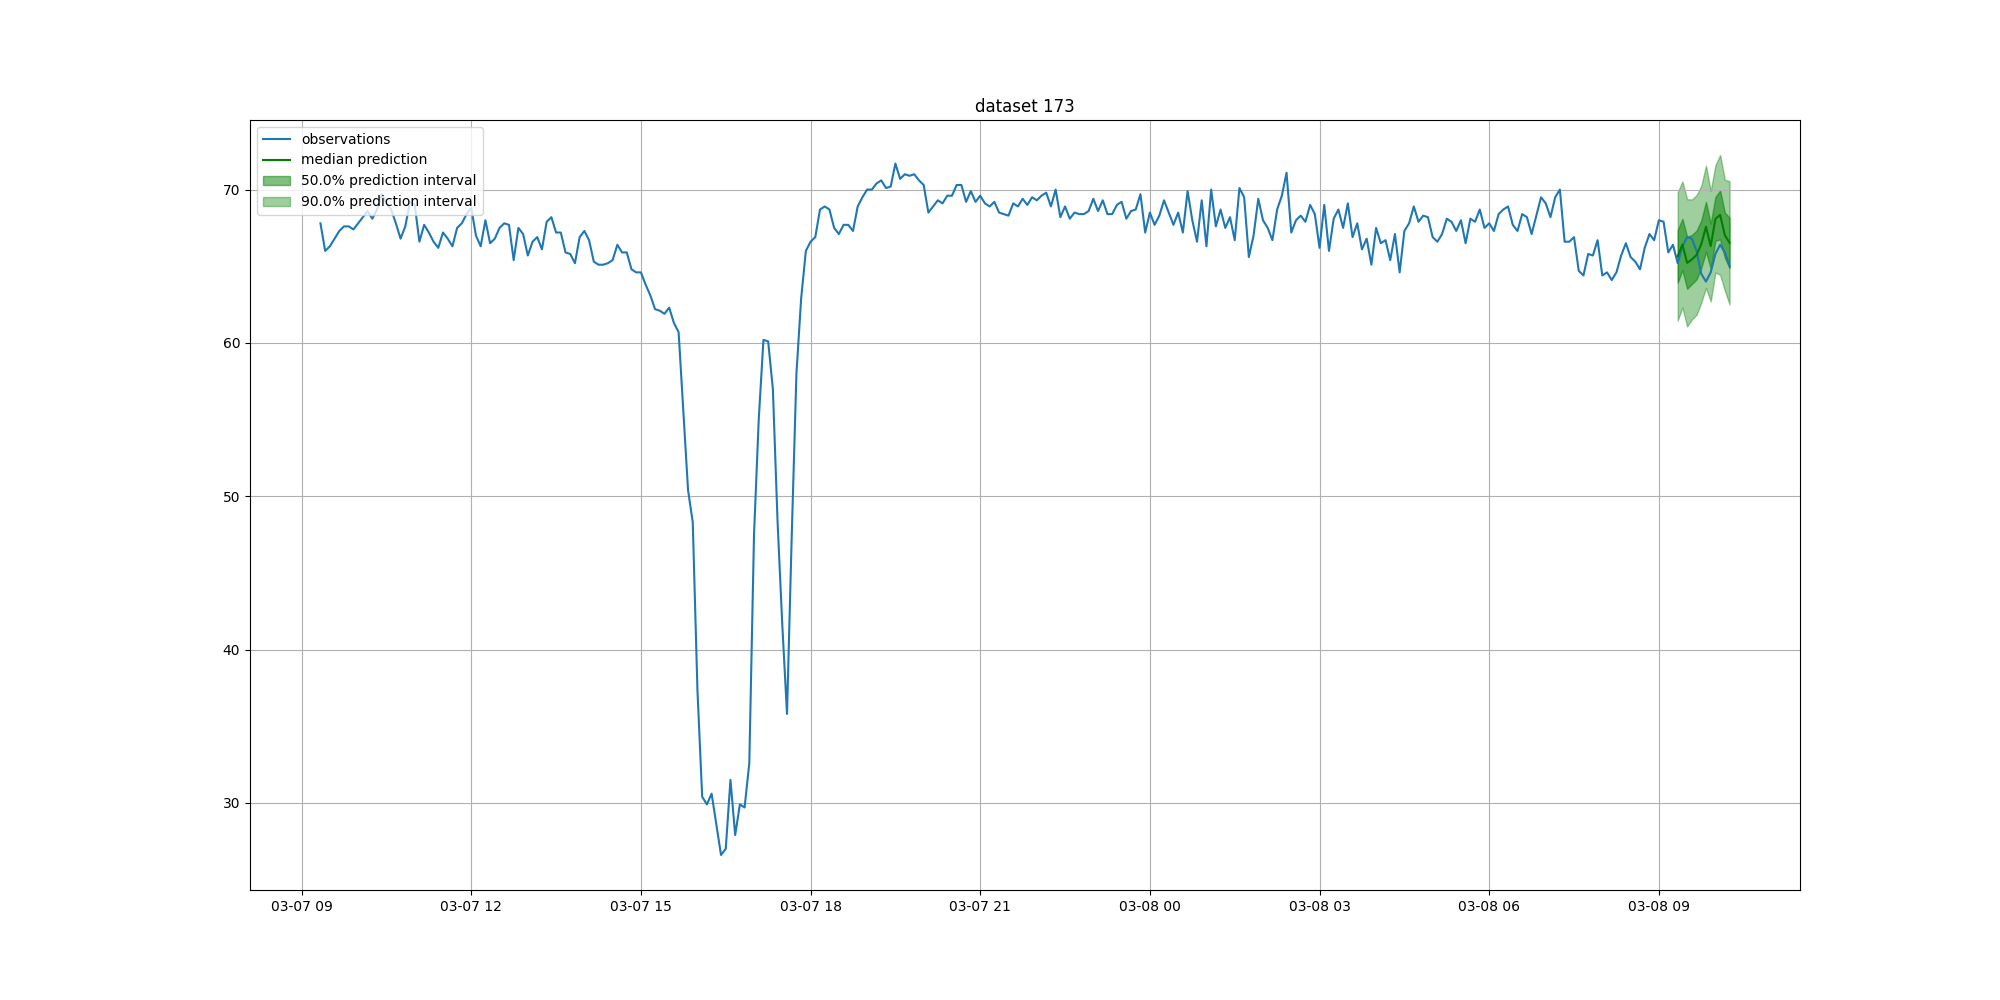 dataset 173
observations
median prediction
50.0% prediction interval
90.0% prediction interval
70
60
50
40
30
03-07 09
03-07 12
03-07 15
03-07 18
03-07 21
03-08 00
03-08 03
03-08 06
03-08 09